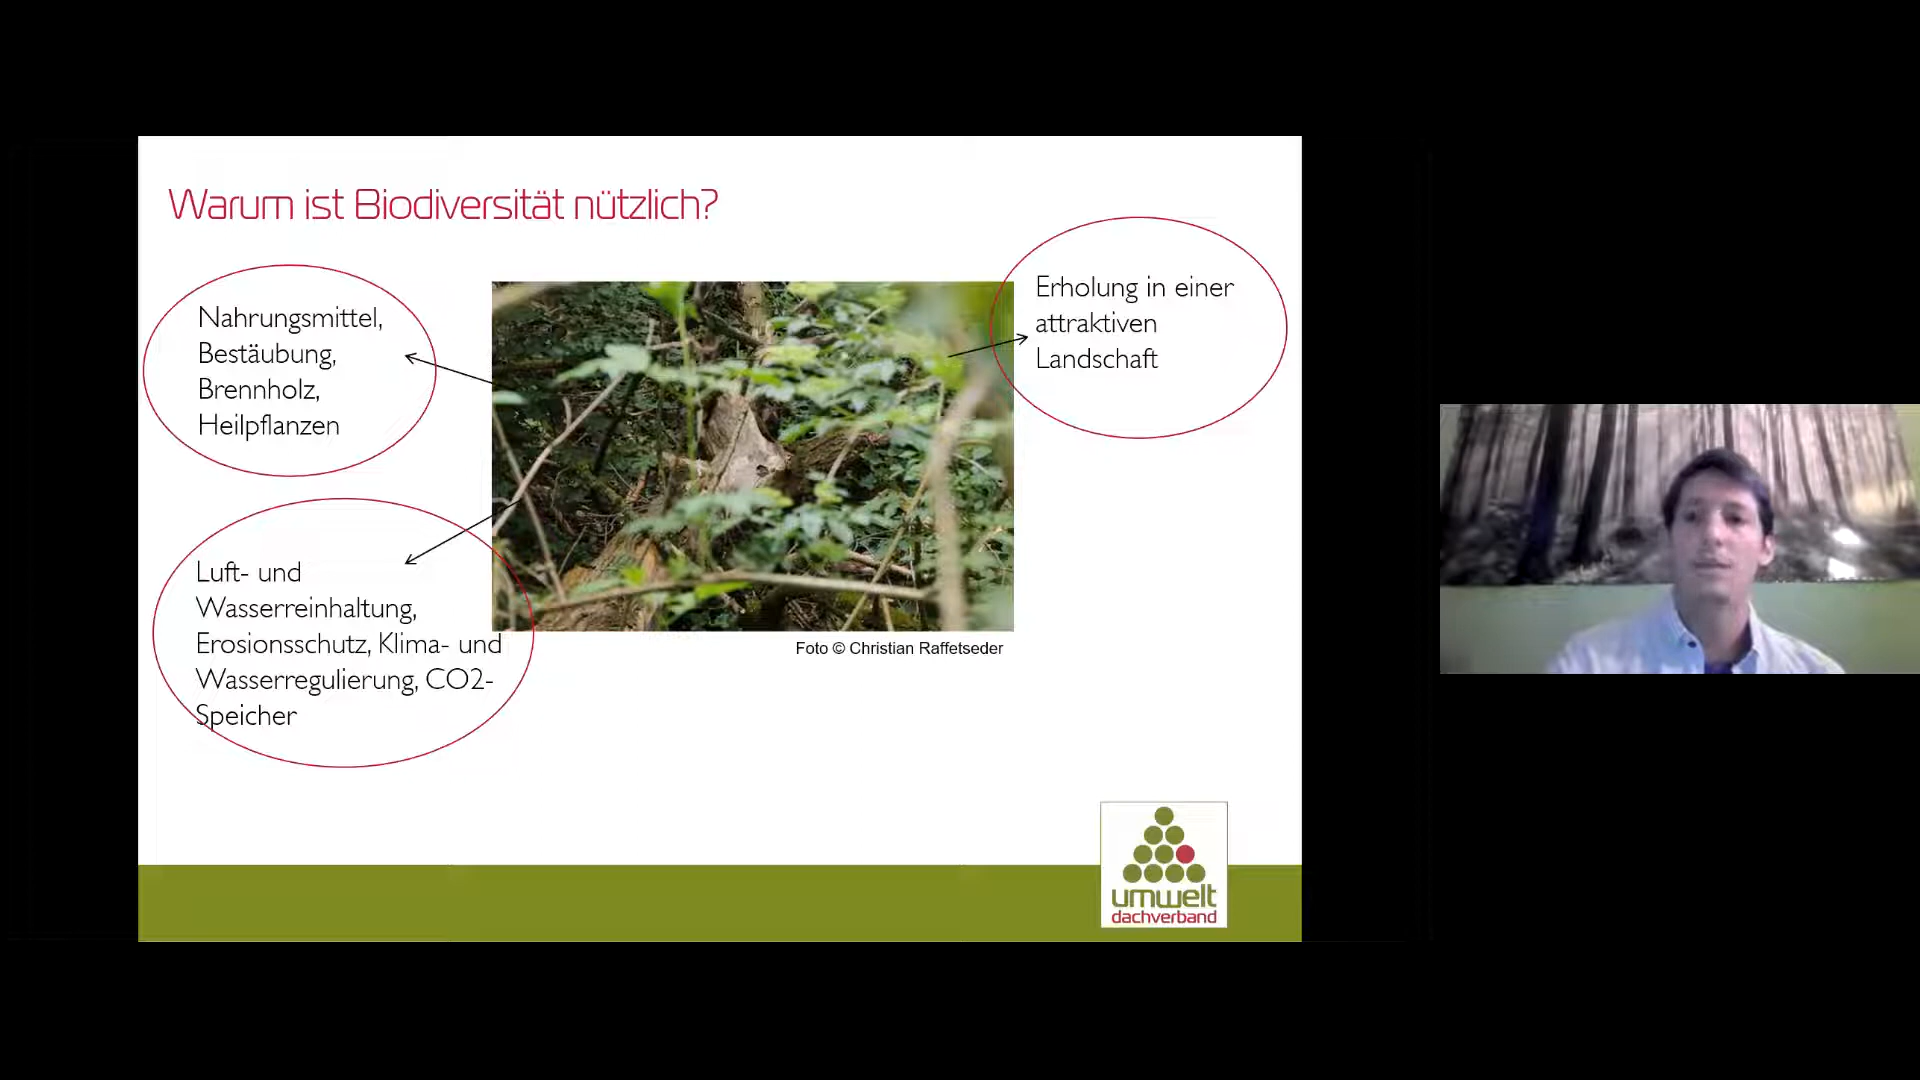 Warum ist Biodiversität nützlich?
Nahrungsmittel,
Bestäubung,
Brennholz,
Heilpflanzen
Erholung in einer
attraktiven
Landschaft
Luft- und
Wasserreinhaltung,
Erosionsschutz, Klima- und
Wasserregulierung, CO2-
Speicher
Foto © Christian Raffetseder
umwelt
dachverband